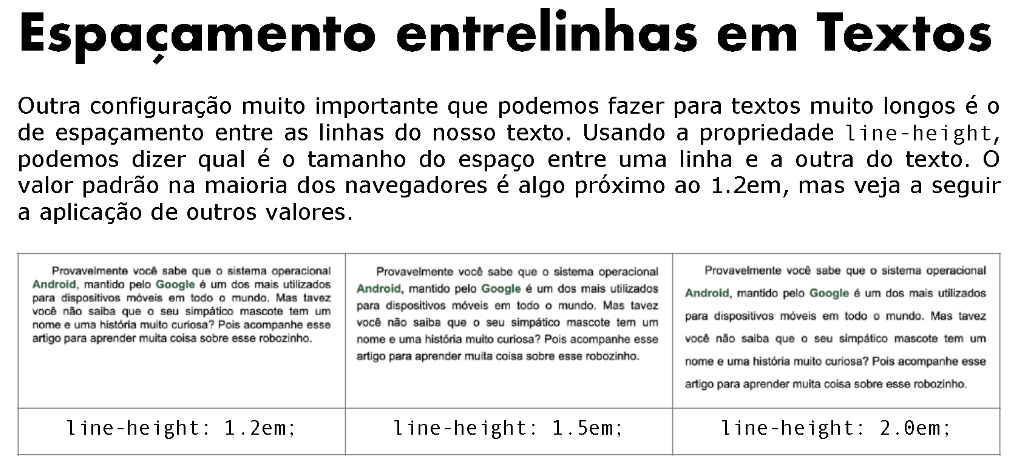 Espaçamento entrelinhas em Textos
Outra configuração muito importante que podemos fazer para textos muito longos é o
de espaçamento entre as linhas do nosso texto. Usando a propriedade line-height,
podemos dizer qual é o tamanho do espaço entre uma linha e a outra do texto. O
valor padrão na maioria dos navegadores é algo próximo ao 1.2em, mas veja a seguir
a aplicação de outros valores.
Provavelmente você sabe que o sistema operacional
Android, mantido pelo Google é um dos mais utilizados
para dispositivos móveis em todo o mundo. Mas tavez
você não saiba que o seu simpático mascote tem um
nome e uma história muito curiosa? Pois acompanhe esse
artigo para aprender muita coisa sobre esse robozinho.
line-height: 1.2em;
Provavelmente você sabe que o sistema operacional
Android, mantido pelo Google é um dos mais utilizados
para dispositivos móveis em todo o mundo. Mas tavez
você não saiba que o seu simpático mascote tem um
nome e uma história muito curiosa? Pois acompanhe esse
artigo para aprender muita coisa sobre esse robozinho.
line-height: 1.5em;
Provavelmente você sabe que o sistema operacional
Android, mantido pelo Google é um dos mais utilizados
para dispositivos móveis em todo o mundo. Mas tavez
você não saiba que o seu simpático mascote tem um
nome e uma história muito curiosa? Pois acompanhe esse
artigo para aprender muita coisa sobre esse robozinho.
line-height: 2.0em;